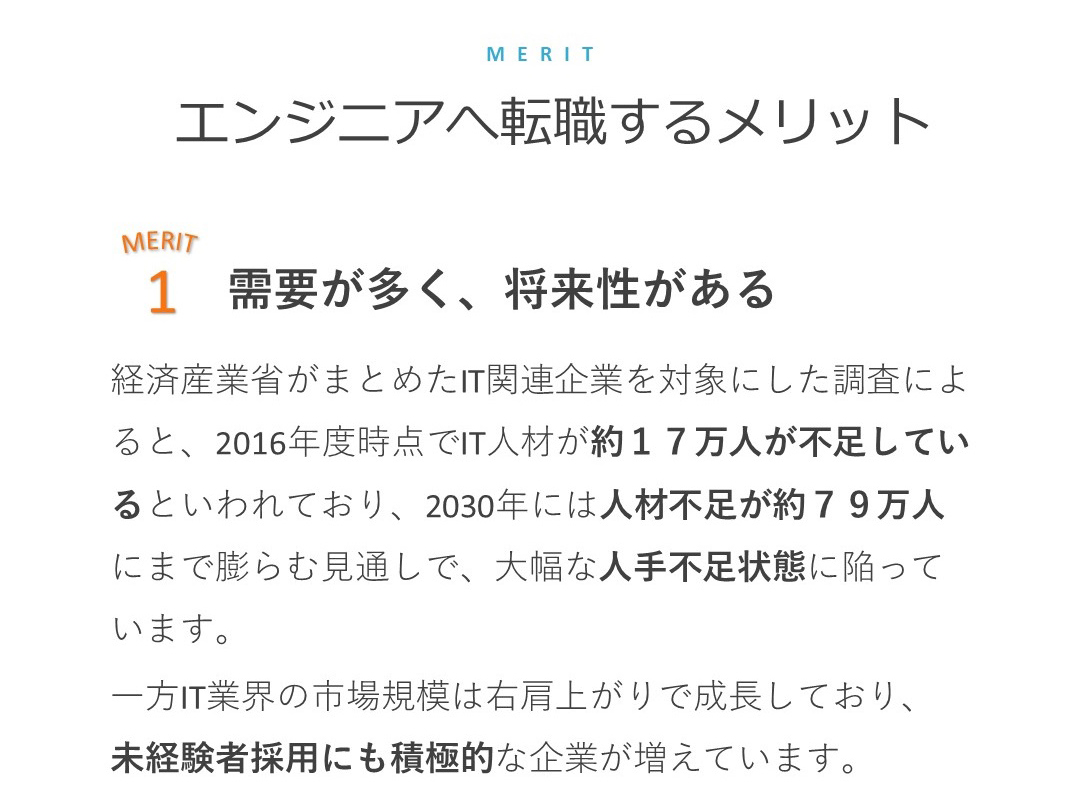 MERIT
エンジニアへ転職するメリット
MERIT
1 需要が多く、将来性がある
経済産業省がまとめたIT関連企業を対象にした調査によ
ると、2016年度時点でIT人材が約１７万人が不足してい
るといわれており、2030年には人材不足が約７９万人
にまで膨らむ見通しで、大幅な人手不足状態に陥って
います。
一方IT業界の市場規模は右肩上がりで成長しており、
未経験者採用にも積極的な企業が増えています。